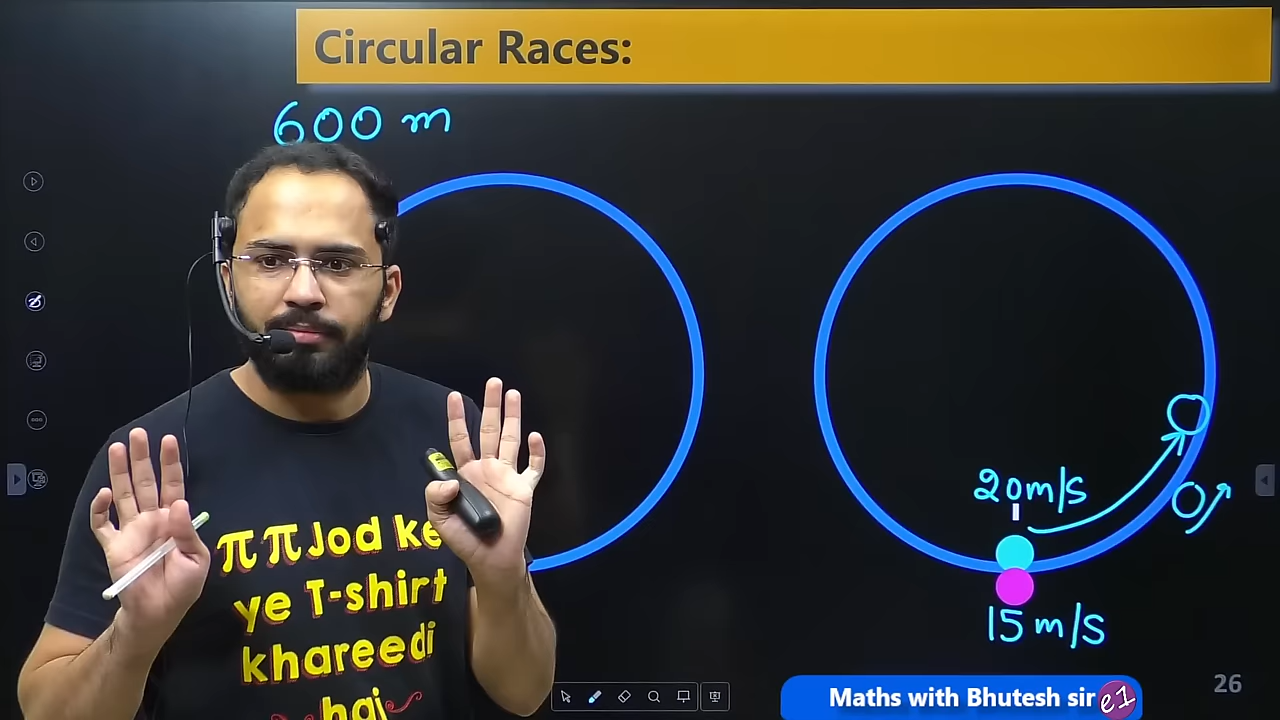 Circular Races:
600 m
20m/s
15 m/s
ππ Jod ke
ye T-shirt
khareedi
hai
Maths with Bhutesh sir e1
26